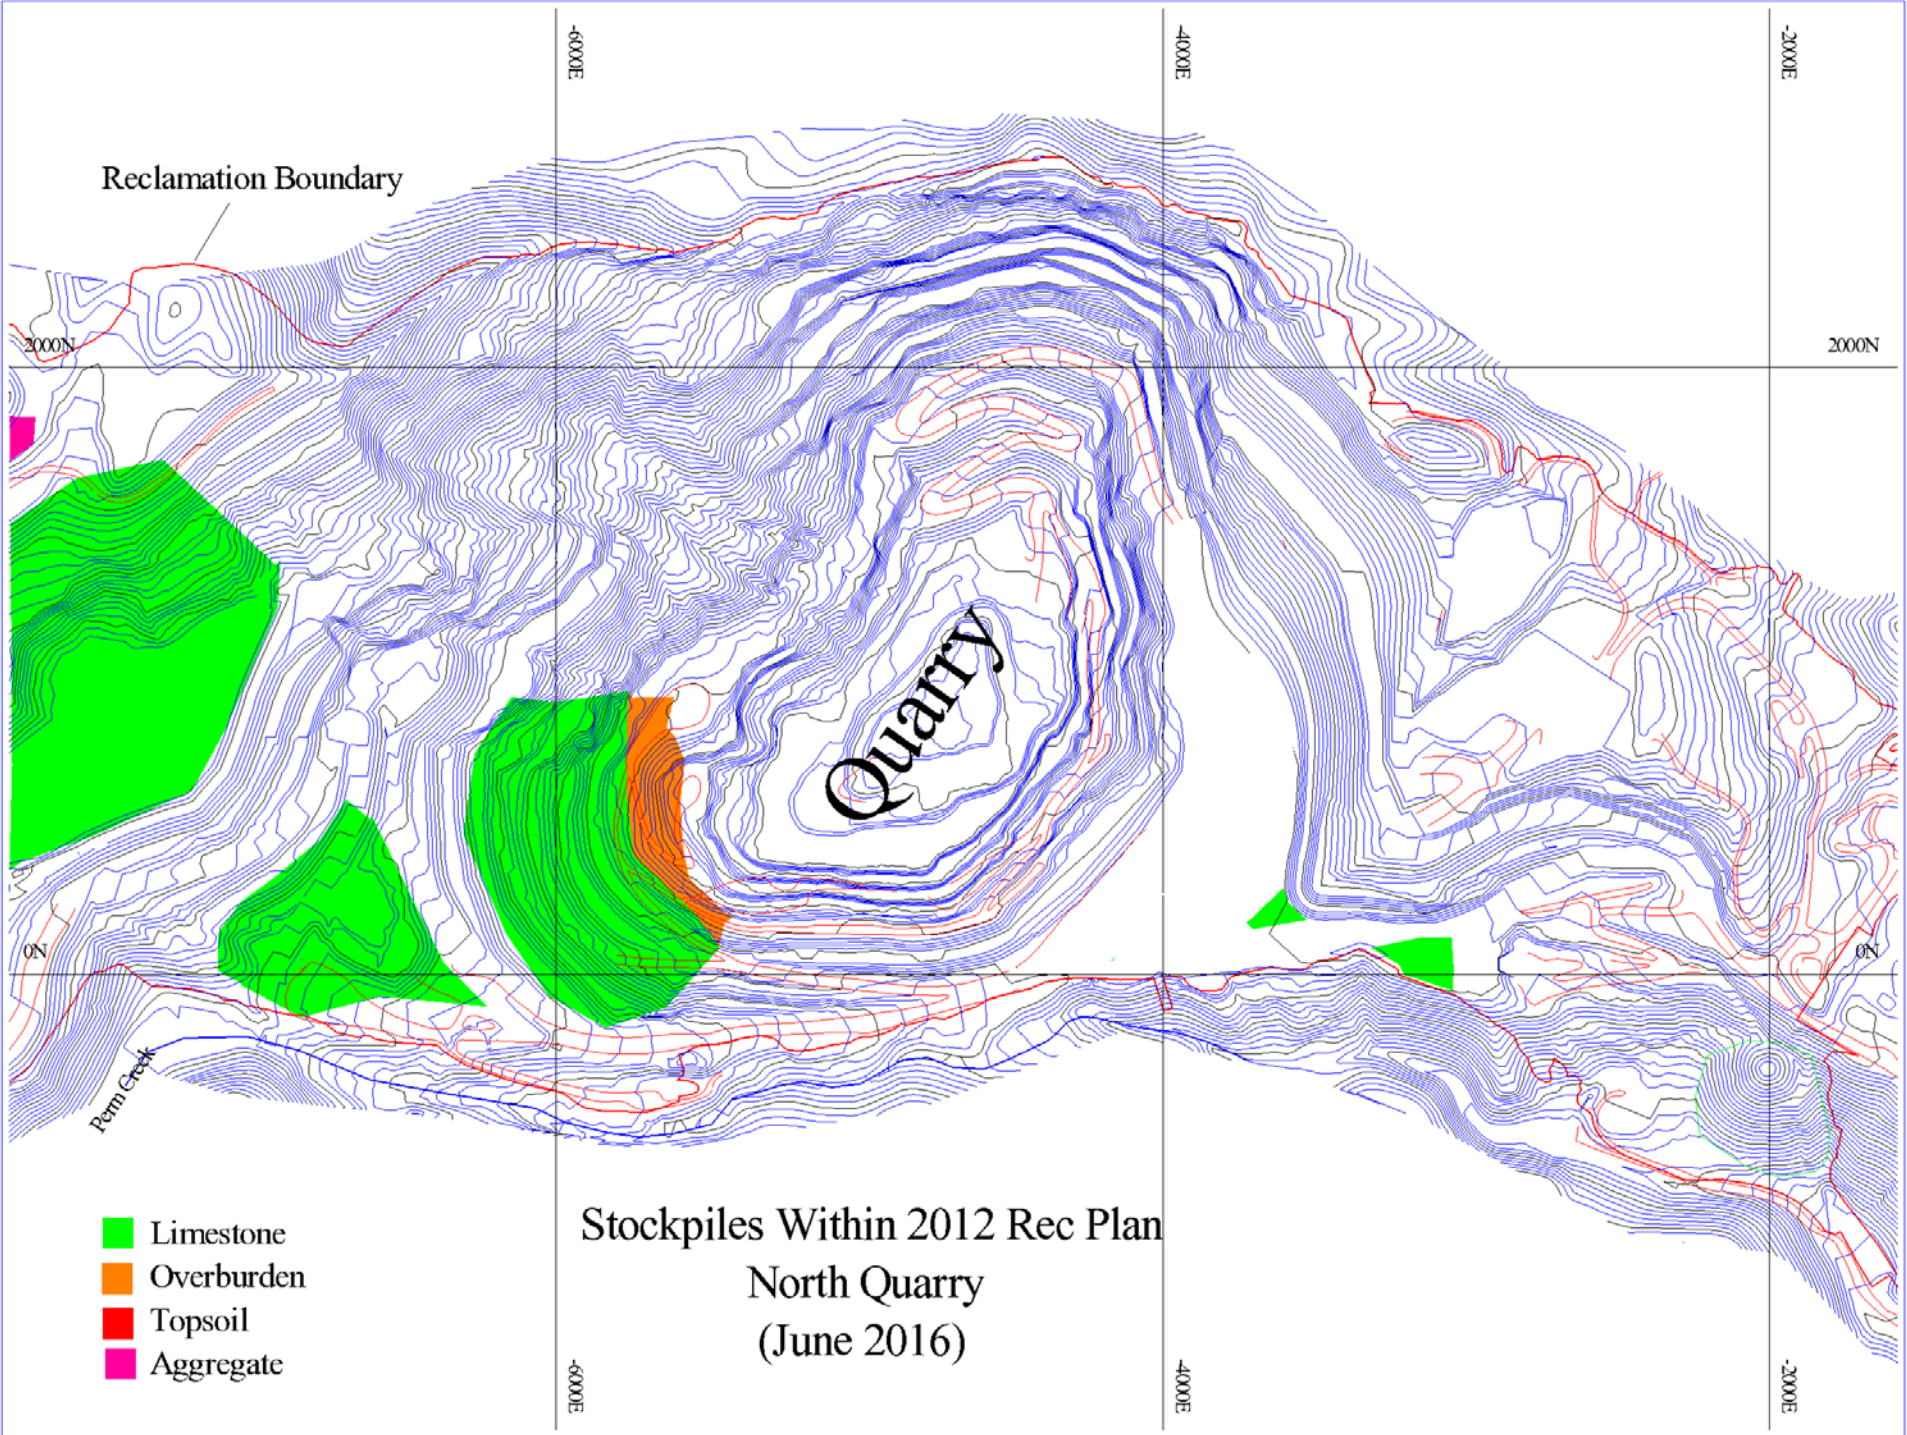 -6000E
-4000E
-2000E
Reclamation Boundary
2000N
2000N
Quarry
0N
0N
Perm Creek
Stockpiles Within 2012 Rec Plan
North Quarry
(June 2016)
Limestone
Overburden
Topsoil
Aggregate
-6000E
-4000E
-2000E